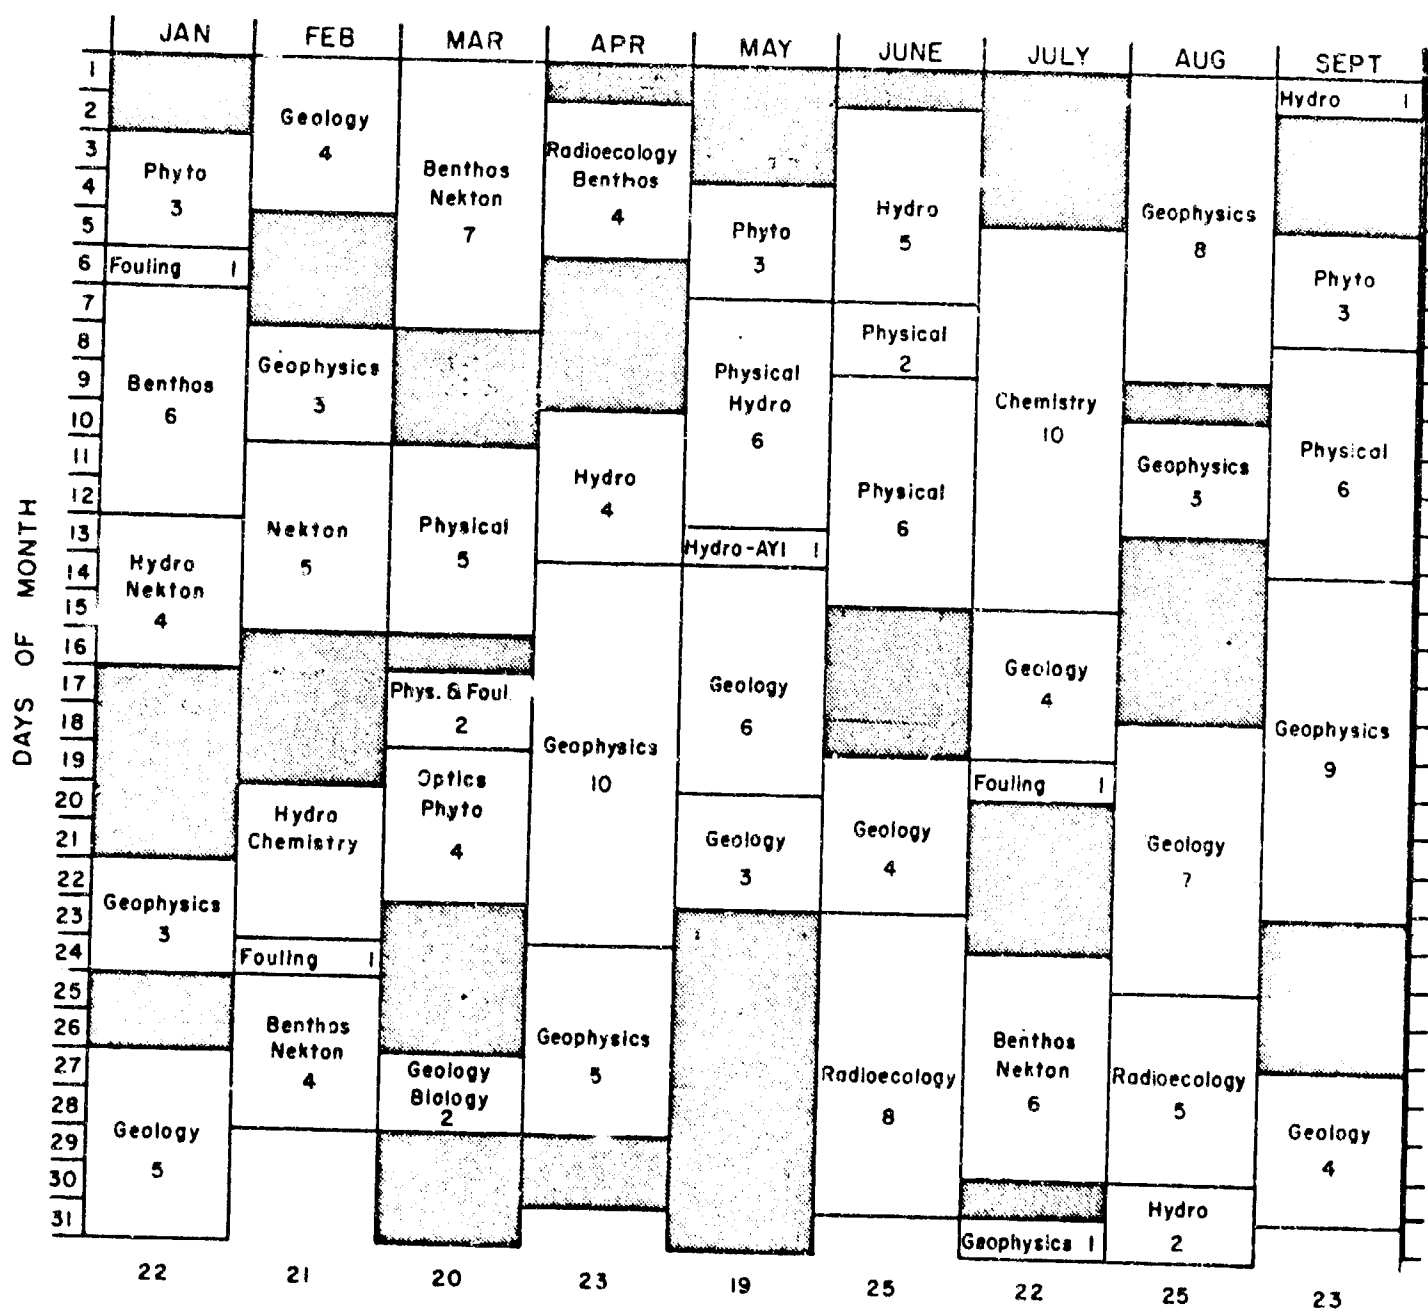 JAN FEB MAR APR MAY JUNE JULY AUG SEPT
DAYS OF MONTH
1
2
3
4
5
6
7
8
9
10
11
12
13
14
15
16
17
18
19
20
21
22
23
24
25
26
27
28
29
30
31
Phyto
3
Fouling 1
Benthos
6
Hydro
Nekton
4
Geophysics
3
Geology
5
22
Geology
4
Geophysics
3
Nekton
5
Hydro
Chemistry
Fouling 1
Benthos
Nekton
4
21
Benthos
Nekton
7
Physical
5
Phys. & Foul.
2
Optics
Phyto
4
Geology
Biology
2
20
Radioecology
Benthos
4
Hydro
4
Geophysics
10
Geophysics
5
23
Phyto
3
Physical
Hydro
6
Hydro-AYI 1
Geology
6
Geology
3
19
Hydro
5
Physical
2
Physical
6
Geology
4
Radioecology
8
25
Chemistry
10
Geology
4
Fouling 1
Benthos
Nekton
6
Geophysics 1
22
Geophysics
8
Geophysics
3
Geology
7
Radioecology
5
Hydro
2
25
Hydro 1
Phyto
3
Physical
6
Geophysics
9
Geology
4
23